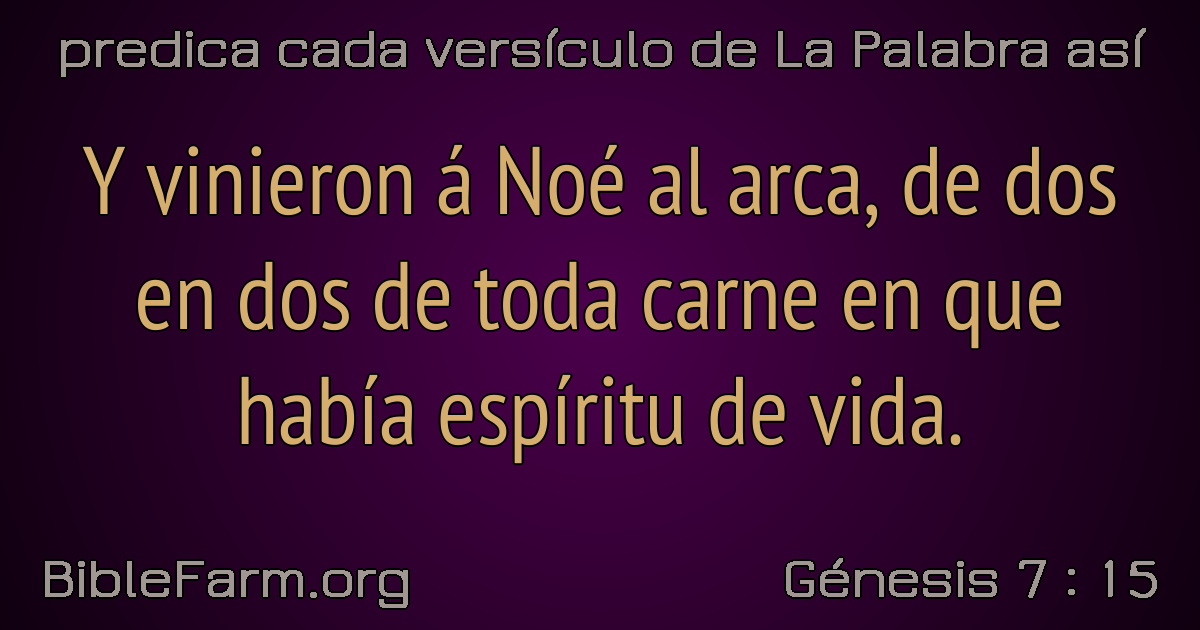 predica cada versículo de La Palabra así
Y vinieron á Noé al arca, de dos
en dos de toda carne en que
había espíritu de vida.
BibleFarm.org
Génesis 7 : 15